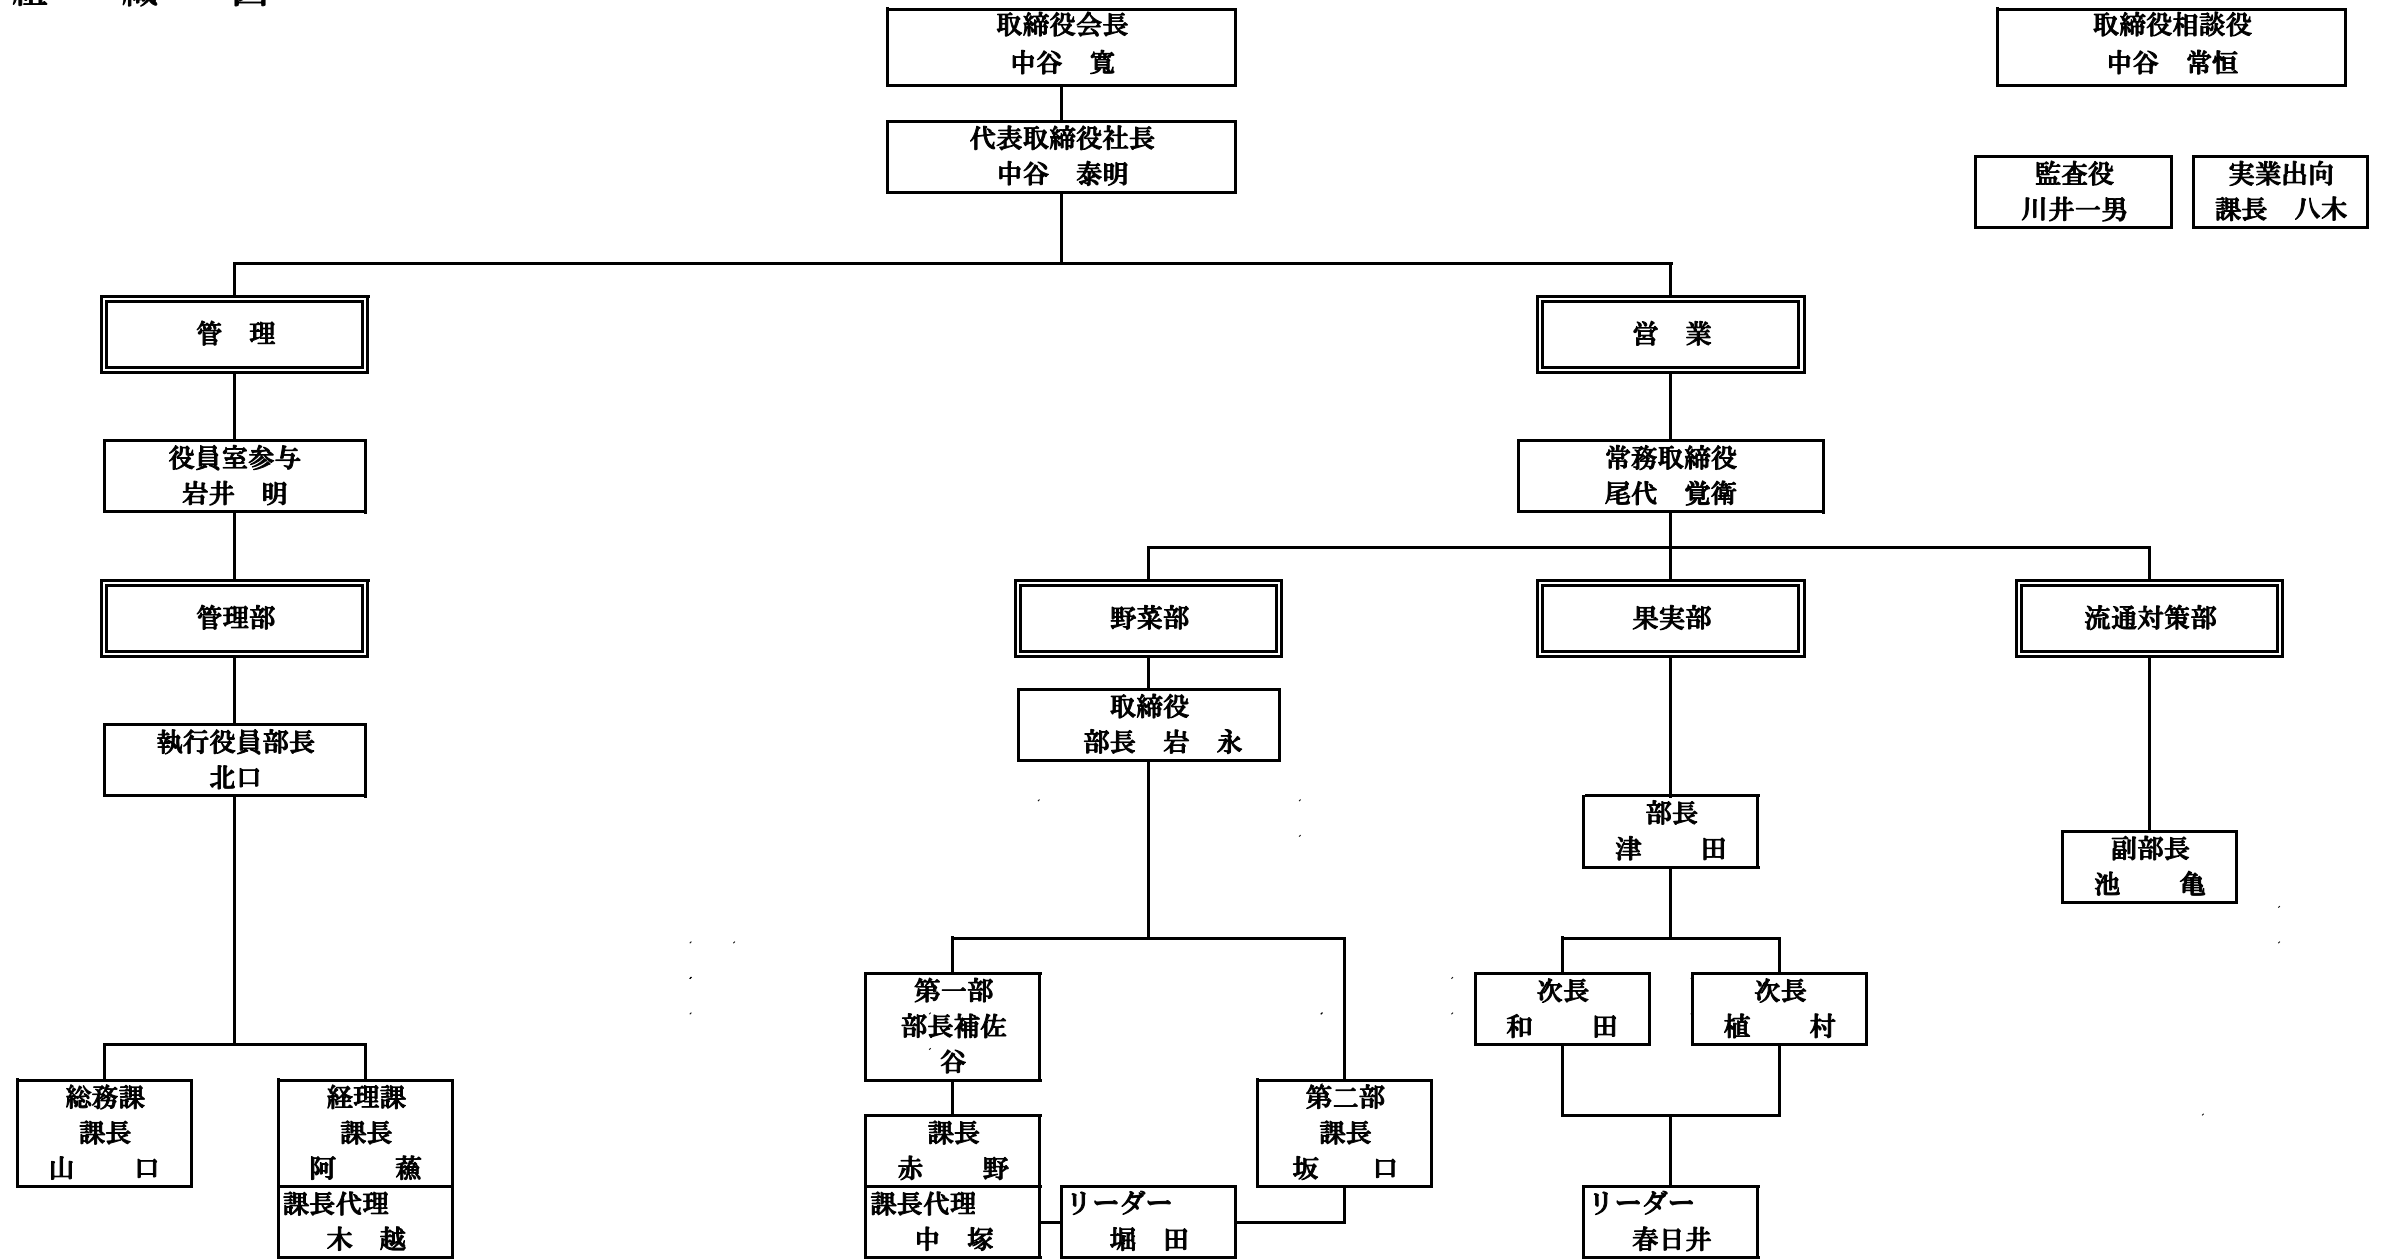 取締役会長
中谷　寛
取締役相談役
中谷　常恒
代表取締役社長
中谷　泰明
監査役
川井一男
実業出向
課長　八木
管　理
営　業
役員室参与
岩井　明
常務取締役
尾代　覚衛
管理部
野菜部
果実部
流通対策部
取締役
部長　岩　永
執行役員部長
北口
部長
津　　田
副部長
池　　亀
第一部
部長補佐
谷
次長
和　　田
次長
植　　村
総務課
課長
山　　口
経理課
課長
阿　　蘓
課長代理
木　越
課長
赤　　野
課長代理
中　塚
リーダー
堀　田
第二部
課長
坂　　口
リーダー
春日井